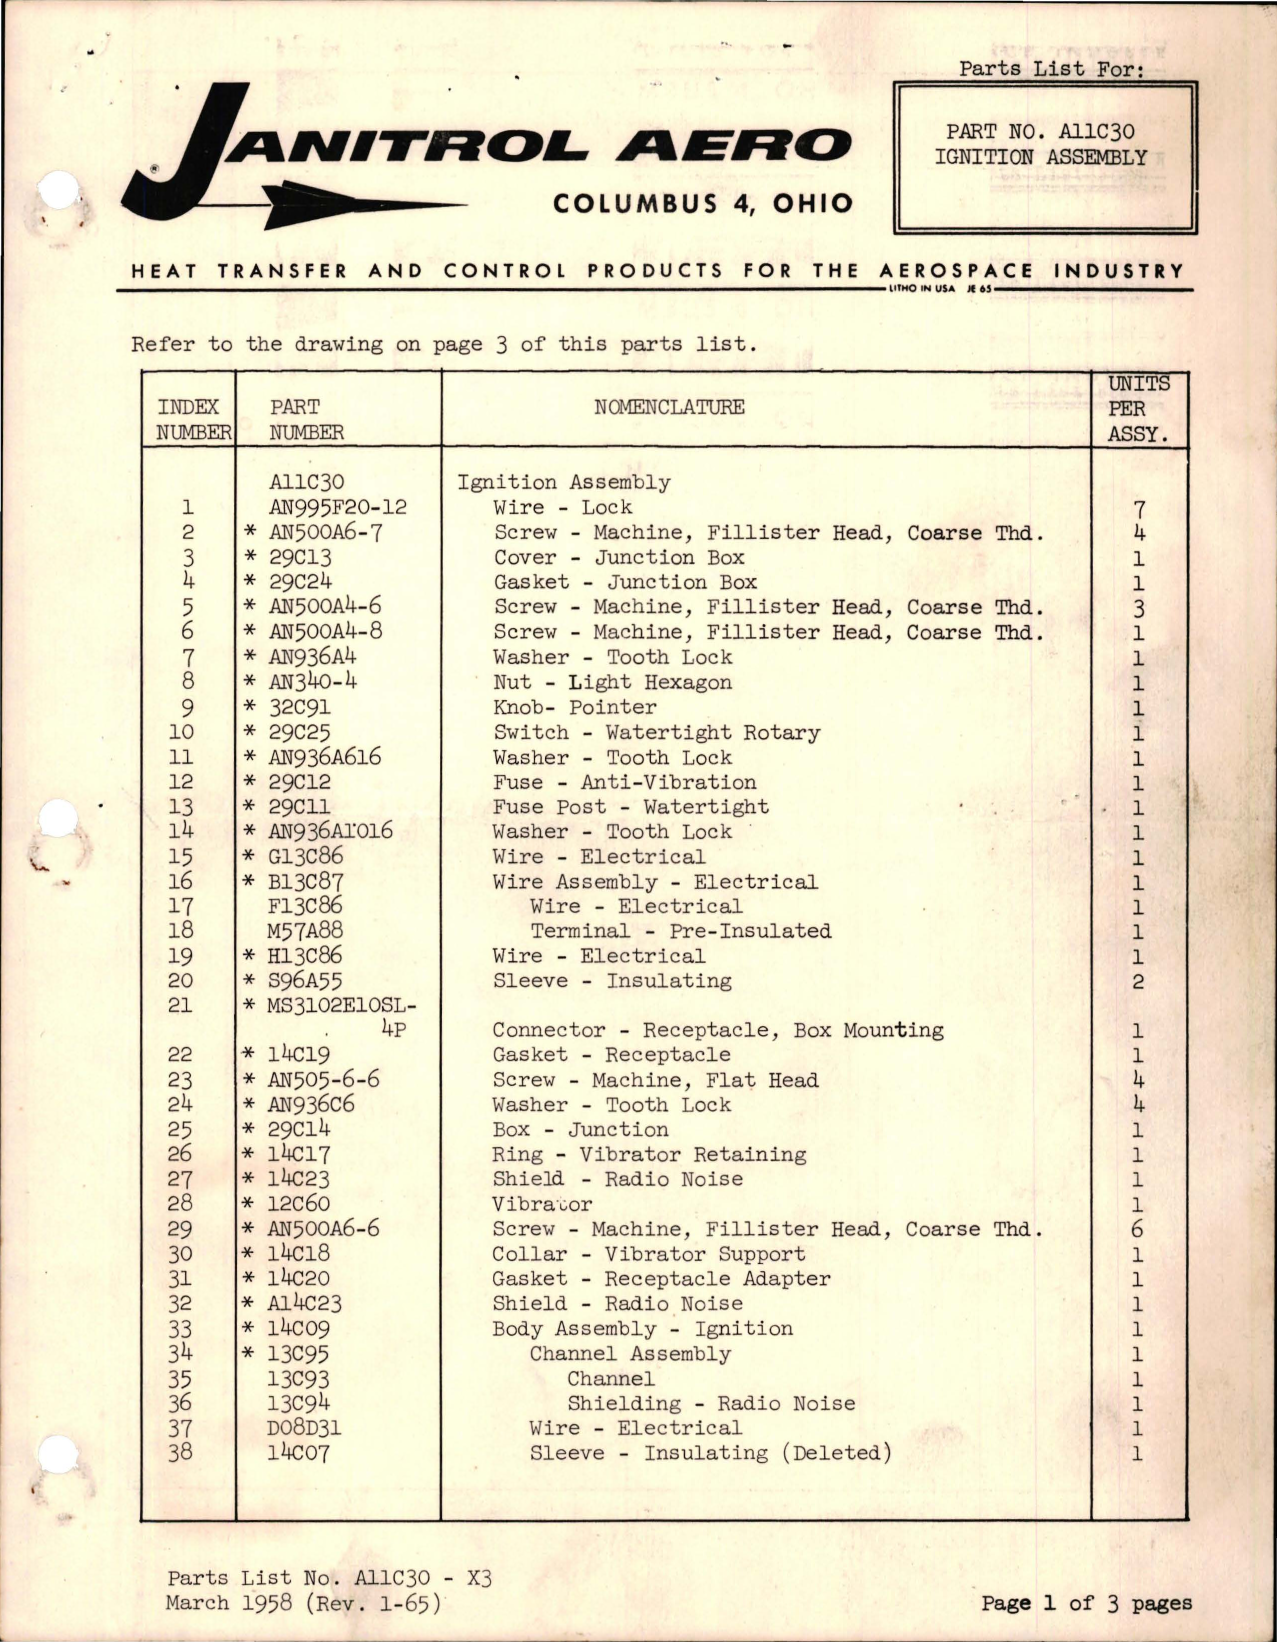 Parts List For:
JANITROL AERO
COLUMBUS 4, OHIO
PART NO. A11C30
IGNITION ASSEMBLY
HEAT TRANSFER AND CONTROL PRODUCTS FOR THE AEROSPACE INDUSTRY
LITHO IN USA JE 65
Refer to the drawing on page 3 of this parts list.
INDEX NUMBER PART NUMBER NOMENCLATURE UNITS PER ASSY.
A11C30 Ignition Assembly
1 AN995F20-12 Wire - Lock 7
2 * AN500A6-7 Screw - Machine, Fillister Head, Coarse Thd. 4
3 * 29C13 Cover - Junction Box 1
4 * 29C24 Gasket - Junction Box 1
5 * AN500A4-6 Screw - Machine, Fillister Head, Coarse Thd. 3
6 * AN500A4-8 Screw - Machine, Fillister Head, Coarse Thd. 1
7 * AN936A4 Washer - Tooth Lock 1
8 * AN340-4 Nut - Light Hexagon 1
9 * 32C91 Knob- Pointer 1
10 * 29C25 Switch - Watertight Rotary 1
11 * AN936A616 Washer - Tooth Lock 1
12 * 29C12 Fuse - Anti-Vibration 1
13 * 29C11 Fuse Post - Watertight 1
14 * AN936A1016 Washer - Tooth Lock 1
15 * G13C86 Wire - Electrical 1
16 * B13C87 Wire Assembly - Electrical 1
17 F13C86 Wire - Electrical 1
18 M57A88 Terminal - Pre-Insulated 1
19 * H13C86 Wire - Electrical 1
20 * S96A55 Sleeve - Insulating 2
21 * MS3102E10SL-
4P Connector - Receptacle, Box Mounting 1
22 * 14C19 Gasket - Receptacle 1
23 * AN505-6-6 Screw - Machine, Flat Head 4
24 * AN936C6 Washer - Tooth Lock 4
25 * 29C14 Box - Junction 1
26 * 14C17 Ring - Vibrator Retaining 1
27 * 14C23 Shield - Radio Noise 1
28 * 12C60 Vibrator 1
29 * AN500A6-6 Screw - Machine, Fillister Head, Coarse Thd. 6
30 * 14C18 Collar - Vibrator Support 1
31 * 14C20 Gasket - Receptacle Adapter 1
32 * A14C23 Shield - Radio Noise 1
33 * 14C09 Body Assembly - Ignition 1
34 * 13C95 Channel Assembly 1
35 13C93 Channel 1
36 13C94 Shielding - Radio Noise 1
37 D08D31 Wire - Electrical 1
38 14C07 Sleeve - Insulating (Deleted) 1
Parts List No. A11C30 - X3
March 1958 (Rev. 1-65)
Page 1 of 3 pages